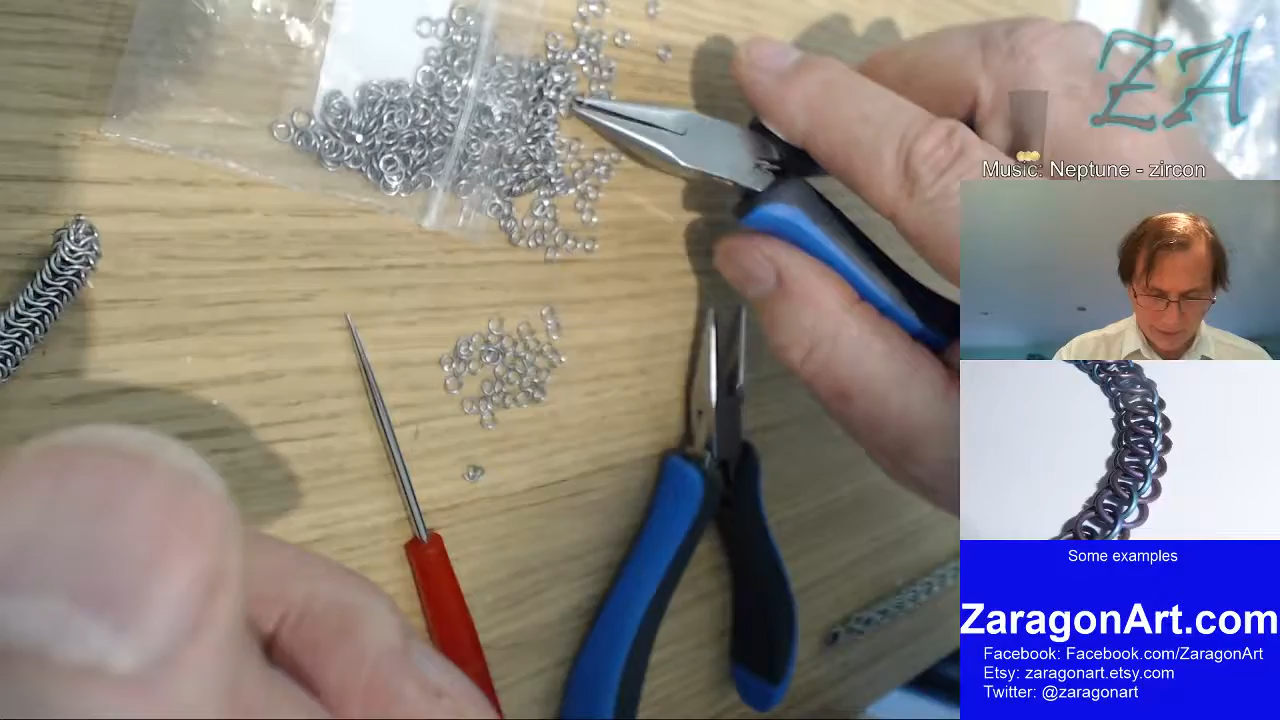 ZA
Music: Neptune - zircon
Some examples
ZaragonArt.com
Facebook: Facebook.com/ZaragonArt
Etsy: zaragonart.etsy.com
Twitter: @zaragonart